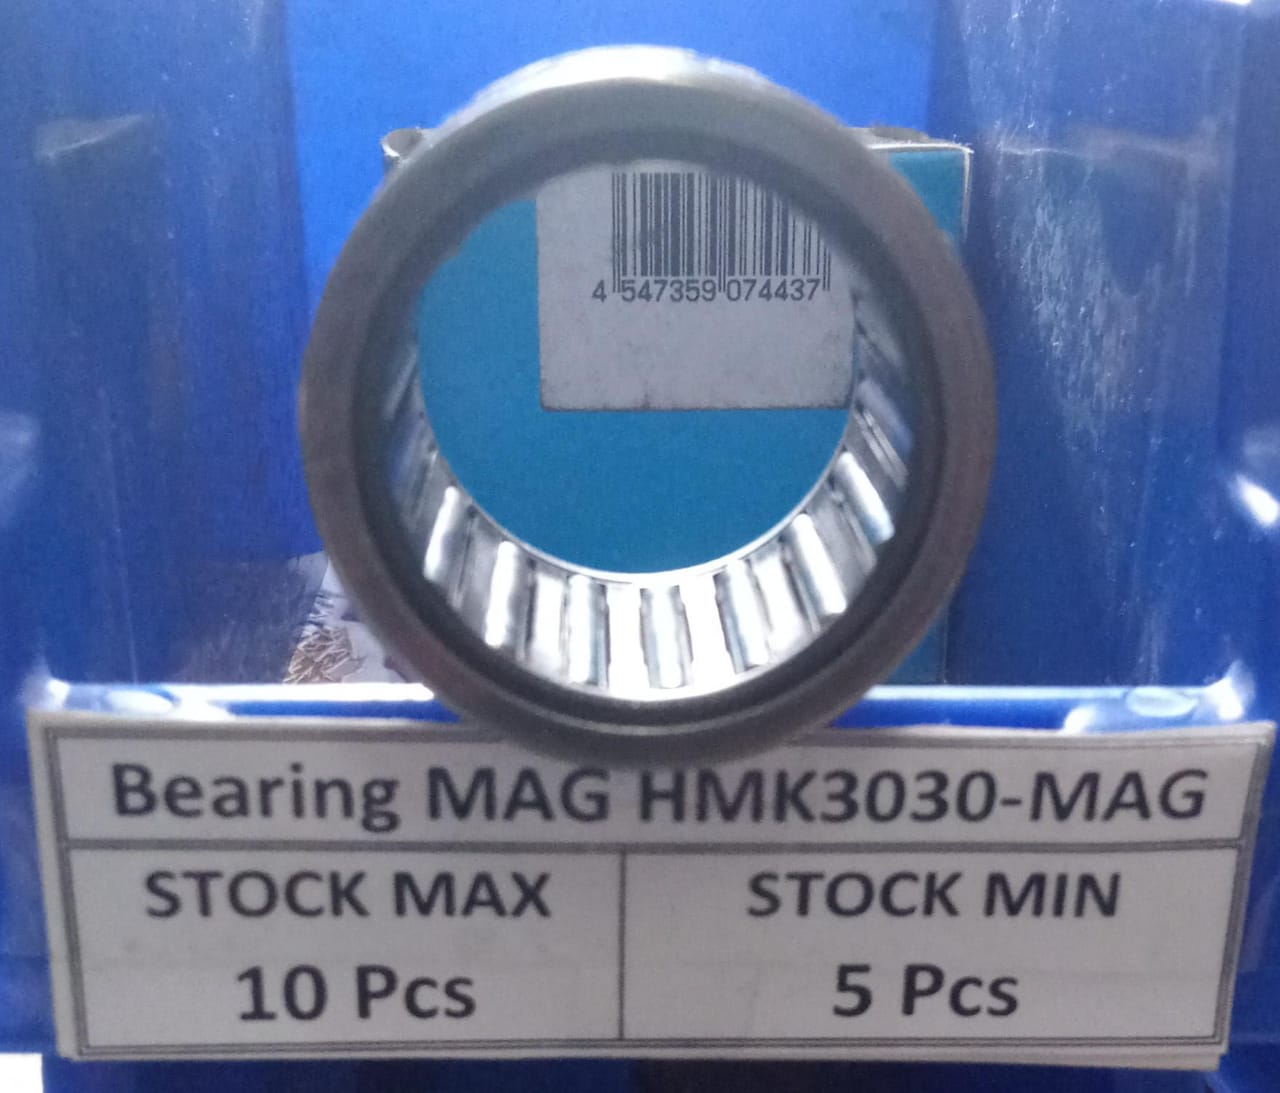 4 547359 074437
Bearing MAG HMK3030-MAG
STOCK MAX
STOCK MIN
10 Pcs
5 Pcs